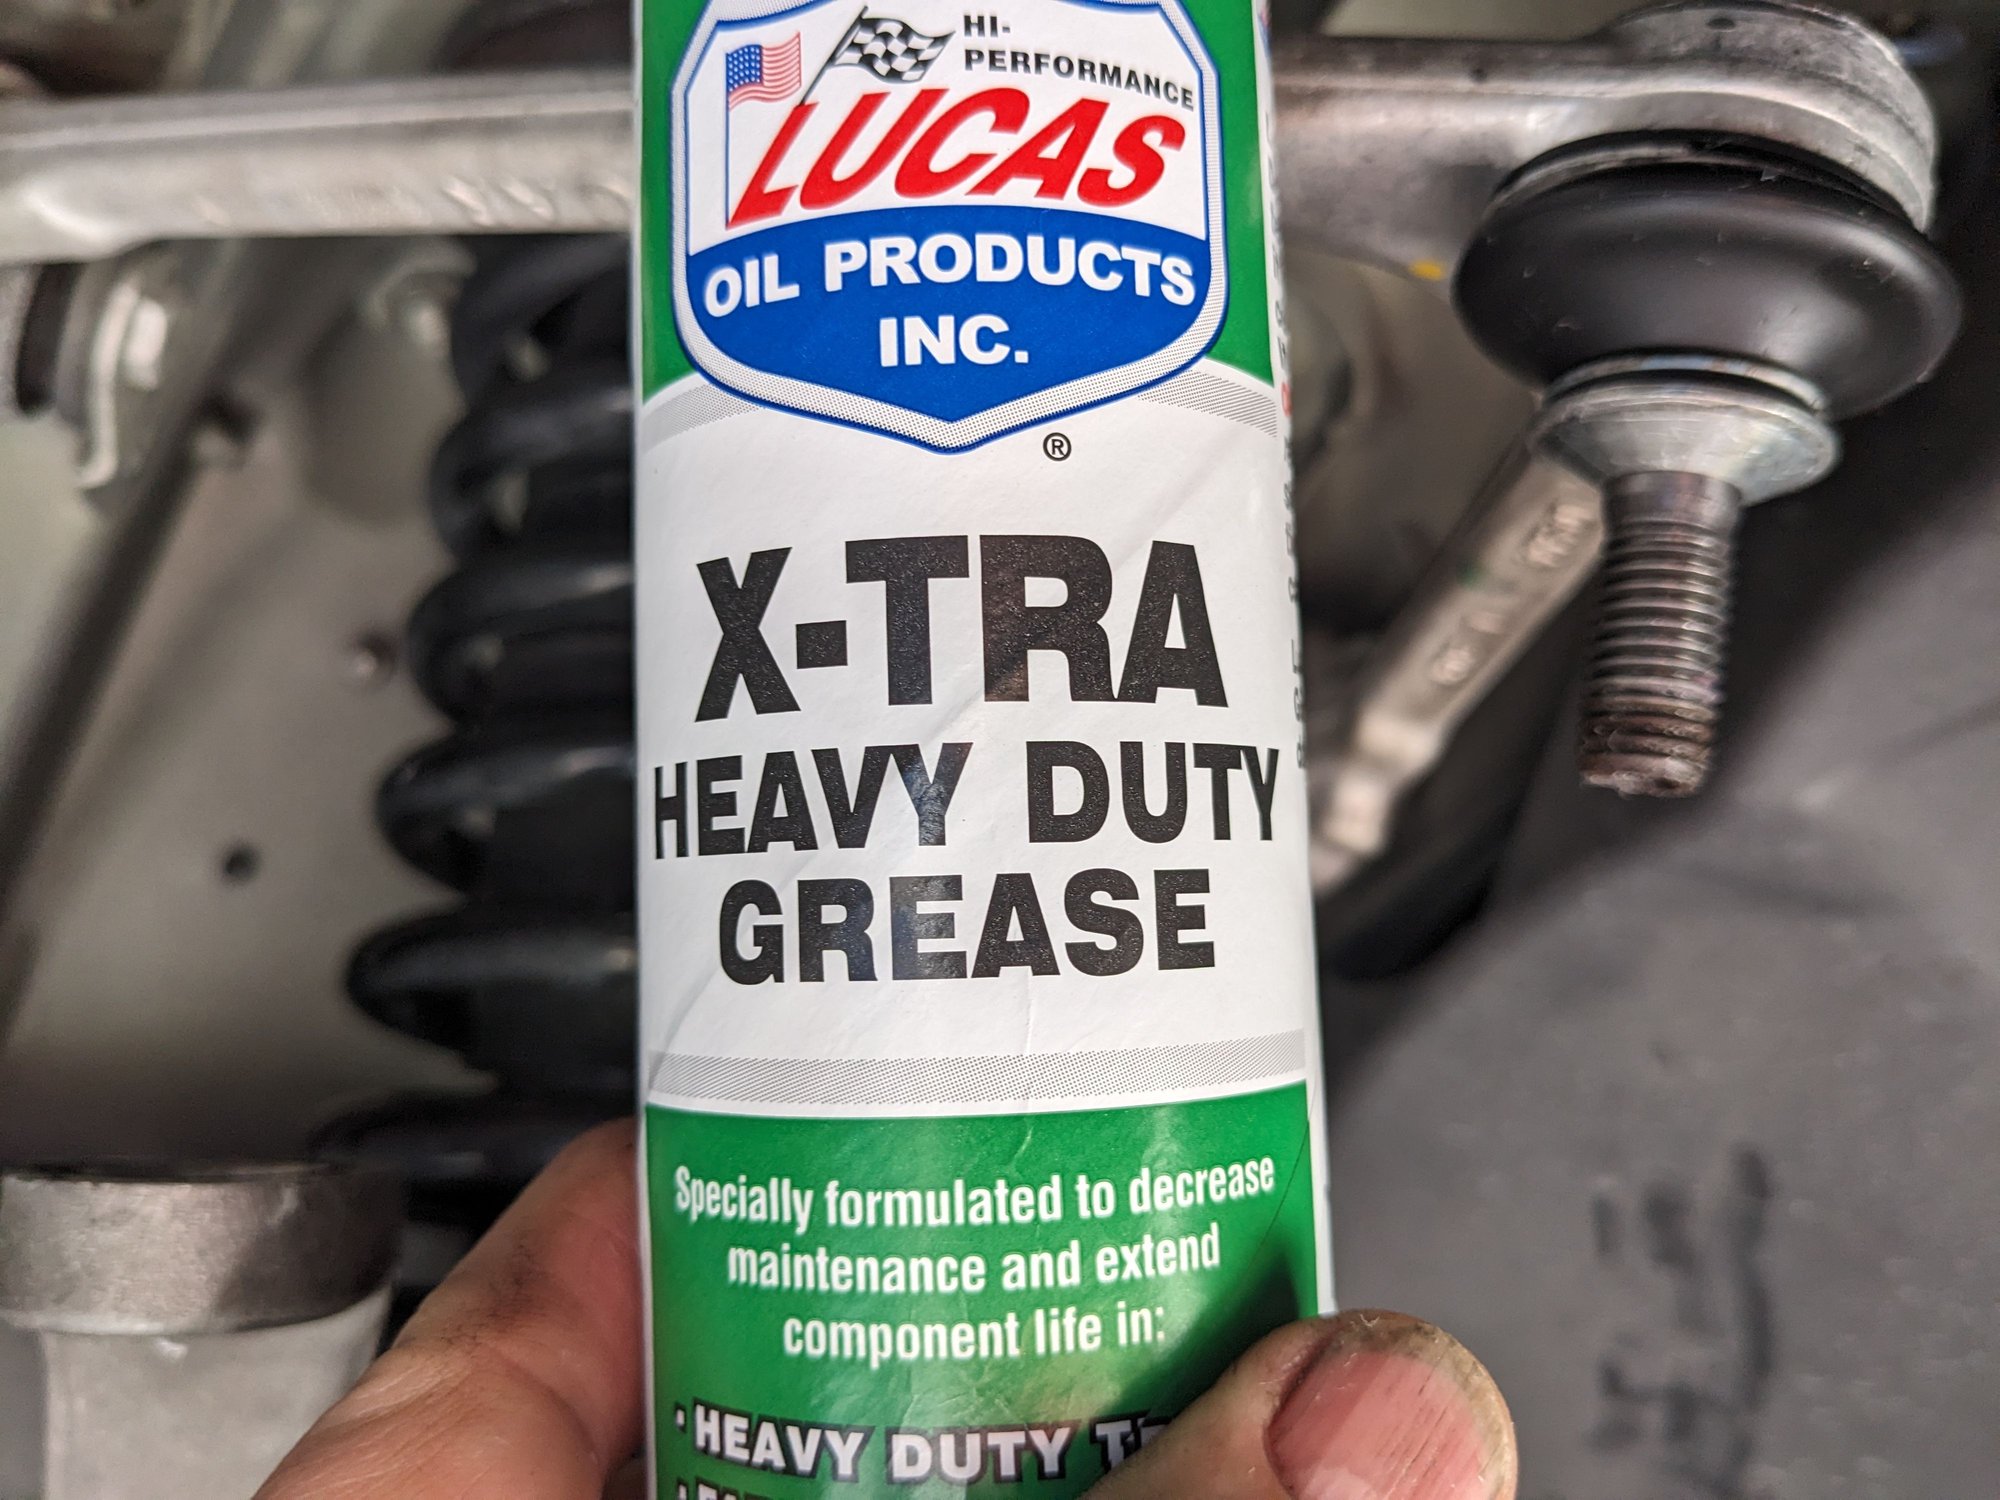 HI-
PERFORMANCE
LUCAS
OIL PRODUCTS
INC.
®
X-TRA
HEAVY DUTY
GREASE
Specially formulated to decrease
maintenance and extend
component life in:
· HEAVY DUTY